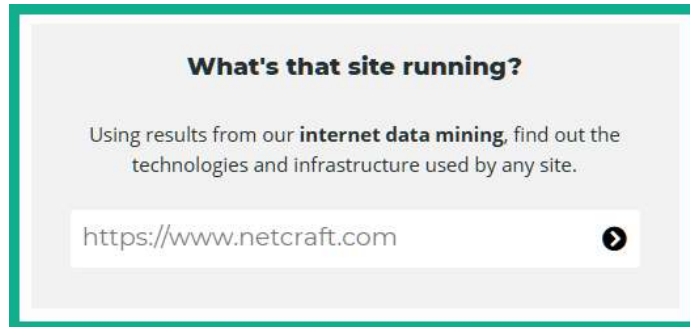 What's that site running?
Using results from our internet data mining, find out the
technologies and infrastructure used by any site.
https://www.netcraft.com